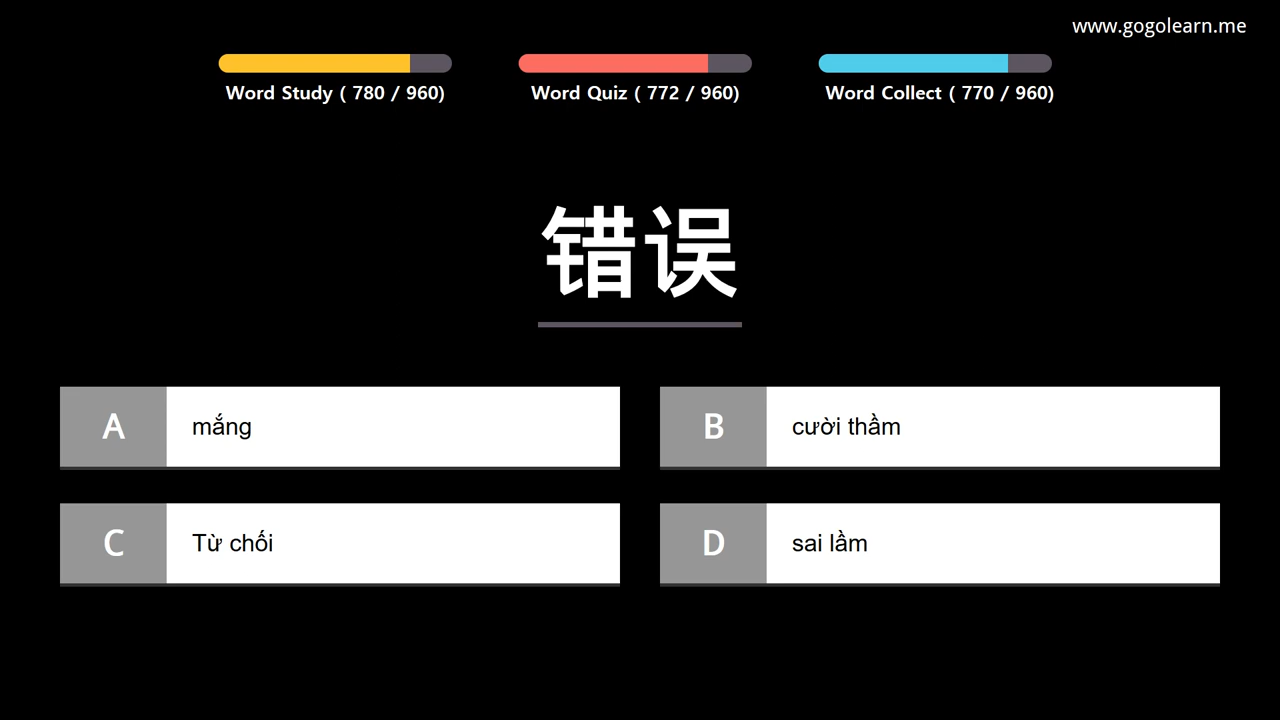 www.gogolearn.me
Word Study ( 780 / 960)
Word Quiz ( 772 / 960)
Word Collect ( 770 / 960)
错误
A
mắng
B
cười thầm
C
Từ chối
D
sai lầm